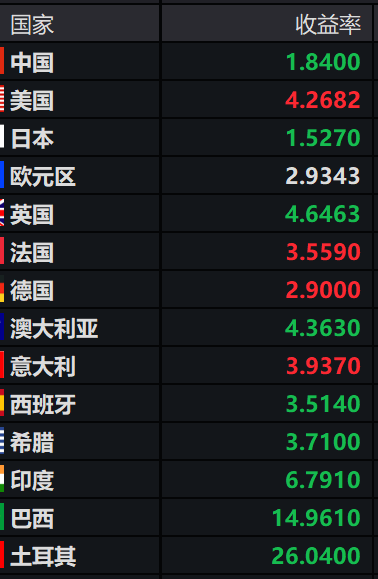 国家 收益率
中国 1.8400
美国 4.2682
日本 1.5270
欧元区 2.9343
英国 4.6463
法国 3.5590
德国 2.9000
澳大利亚 4.3630
意大利 3.9370
西班牙 3.5140
希腊 3.7100
印度 6.7910
巴西 14.9610
土耳其 26.0400